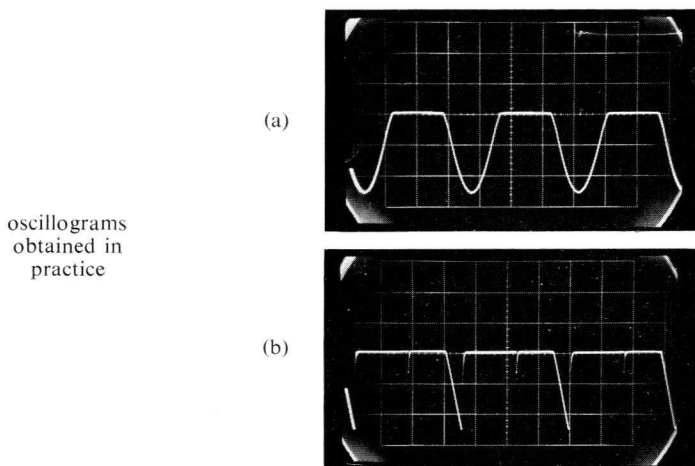 (a)
oscillograms
obtained in
practice
(b)